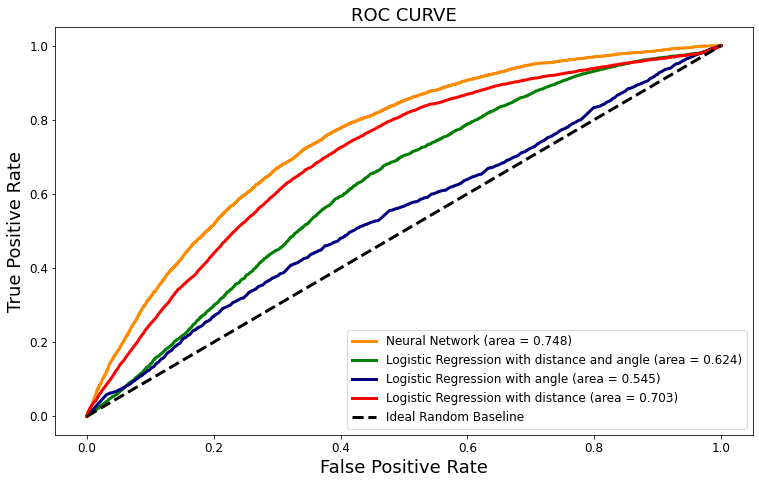 ROC CURVE
True Positive Rate
1.0
0.8
0.6
0.4
0.2
0.0
Neural Network (area = 0.748)
Logistic Regression with distance and angle (area = 0.624)
Logistic Regression with angle (area = 0.545)
Logistic Regression with distance (area = 0.703)
Ideal Random Baseline
0.0 0.2 0.4 0.6 0.8 1.0
False Positive Rate